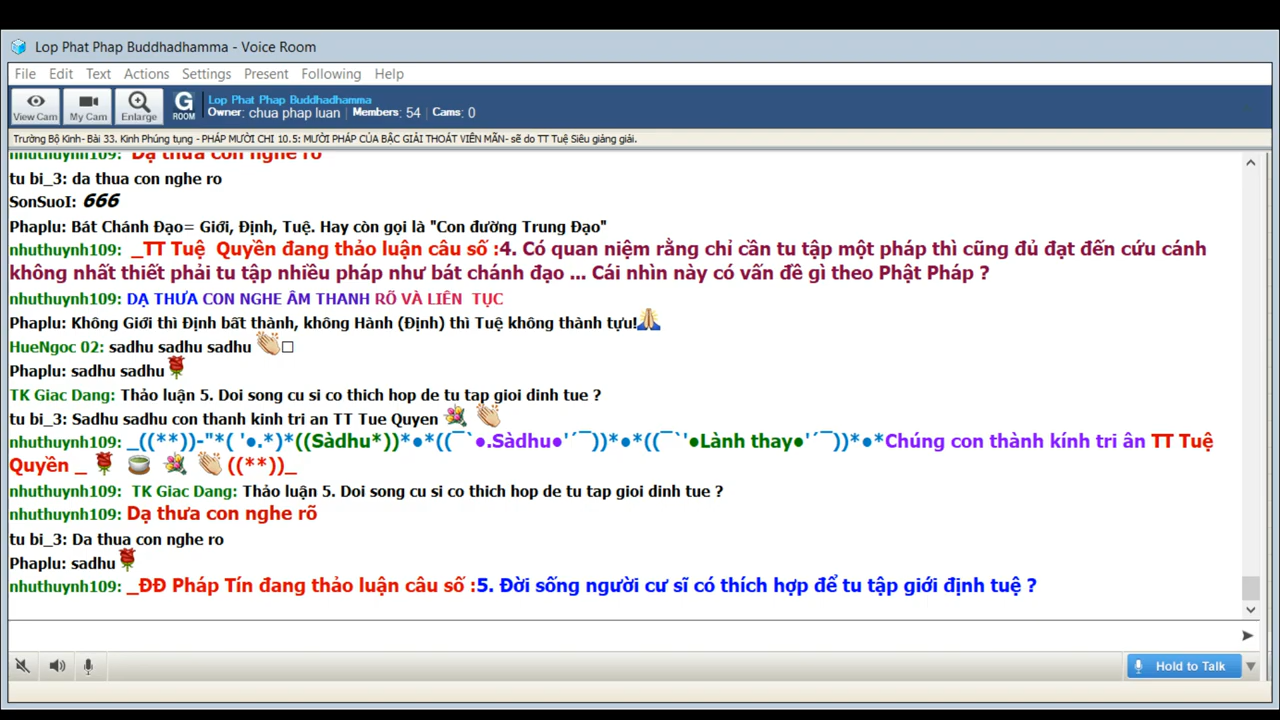 Lop Phat Phap Buddhadhamma - Voice Room
File Edit Text Actions Settings Present Following Help
View Cam My Cam Enlarge G ROOM Lop Phat Phap Buddhadhamma
Owner: chua phap luan | Members: 54 | Cams: 0
Trường Bộ Kinh- Bài 33. Kinh Phúng tụng - PHÁP MƯỜI CHI 10.5: MƯỜI PHÁP CỦA BẬC GIẢI THOÁT VIÊN MÃN- sẽ do TT Tuệ Siêu giảng giải.
nhuthuynh109: Dạ thưa con nghe rõ
tu bi_3: da thua con nghe ro
SonSuoI: 666
Phaplu: Bát Chánh Đạo= Giới, Định, Tuệ. Hay còn gọi là "Con đường Trung Đạo"
nhuthuynh109: _TT Tuệ Quyền đang thảo luận câu số :4. Có quan niệm rằng chỉ cần tu tập một pháp thì cũng đủ đạt đến cứu cánh
không nhất thiết phải tu tập nhiều pháp như bát chánh đạo ... Cái nhìn này có vấn đề gì theo Phật Pháp ?
nhuthuynh109: DẠ THƯA CON NGHE ÂM THANH RÕ VÀ LIÊN TỤC
Phaplu: Không Giới thì Định bất thành, không Hành (Định) thì Tuệ không thành tựu!🙏
HueNgoc 02: sadhu sadhu sadhu 👏□
Phaplu: sadhu sadhu🌹
TK Giac Dang: Thảo luận 5. Doi song cu si co thich hop de tu tap gioi dinh tue ?
tu bi_3: Sadhu sadhu con thanh kinh tri an TT Tue Quyen 💐 👏
nhuthuynh109: _((**))-"*( '●.*)*((Sàdhu*))*●*((¯`●.Sàdhu●'´¯))*●*((¯`'●Lành thay●'´¯))*●*Chúng con thành kính tri ân TT Tuệ
Quyền _ 🌹 🍵 💐 👏 ((**))_
nhuthuynh109: TK Giac Dang: Thảo luận 5. Doi song cu si co thich hop de tu tap gioi dinh tue ?
nhuthuynh109: Dạ thưa con nghe rõ
tu bi_3: Da thua con nghe ro
Phaplu: sadhu🌹
nhuthuynh109: _ĐĐ Pháp Tín đang thảo luận câu số :5. Đời sống người cư sĩ có thích hợp để tu tập giới định tuệ ?
Hold to Talk